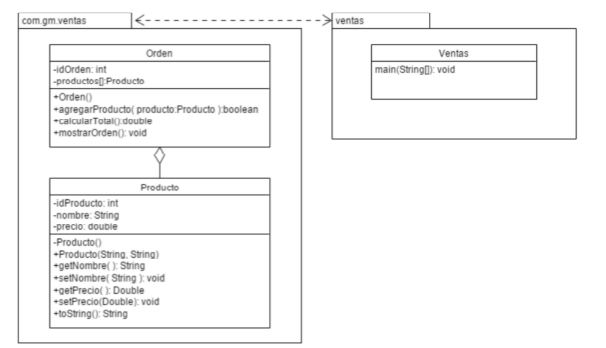 com.gm.ventas
Orden
-idOrden: int
-productos[]:Producto
+Orden()
+agregarProducto( producto:Producto ):boolean
+calcularTotal():double
+mostrarOrden(): void
Producto
-idProducto: int
-nombre: String
-precio: double
-Producto()
+Producto(String, String)
+getNombre( ): String
+setNombre( String ): void
+getPrecio( ): Double
+setPrecio(Double): void
+toString(): String
ventas
Ventas
main(String[]): void